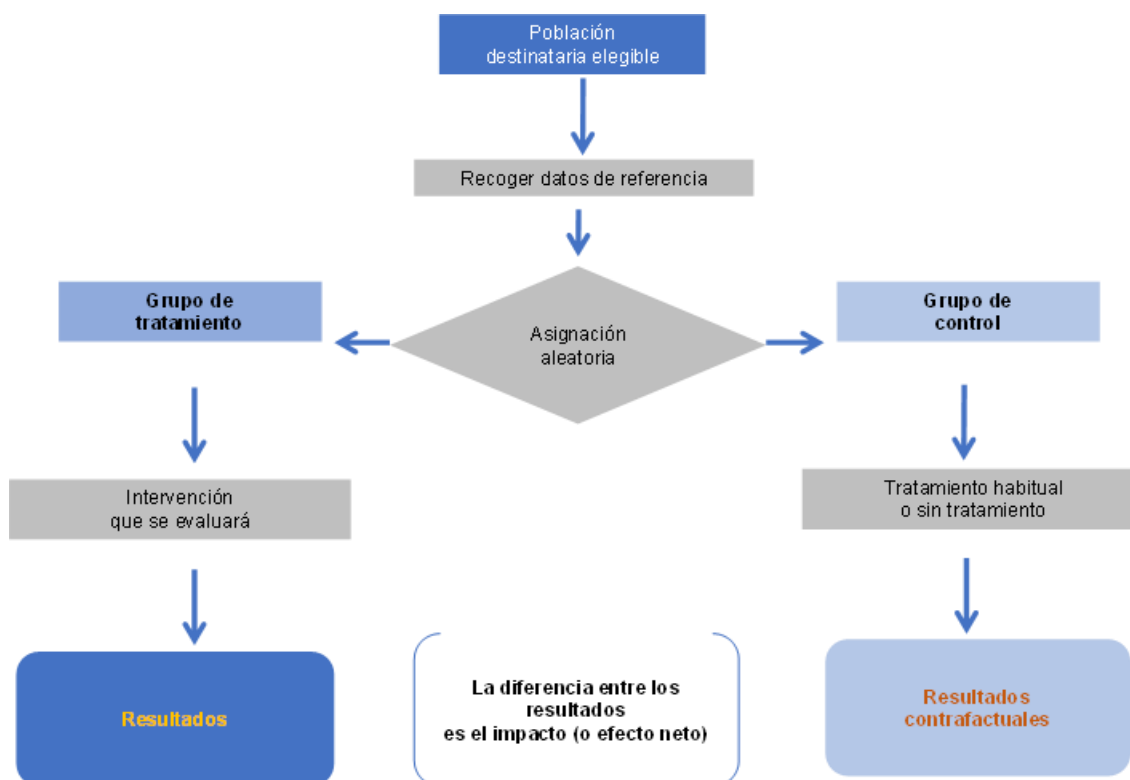 Población
destinataria elegible
Recoger datos de referencia
Grupo de
tratamiento
Asignación
aleatoria
Grupo de
control
Intervención
que se evaluará
Tratamiento habitual
o sin tratamiento
Resultados
La diferencia entre los
resultados
es el impacto (o efecto neto)
Resultados
contrafactuales